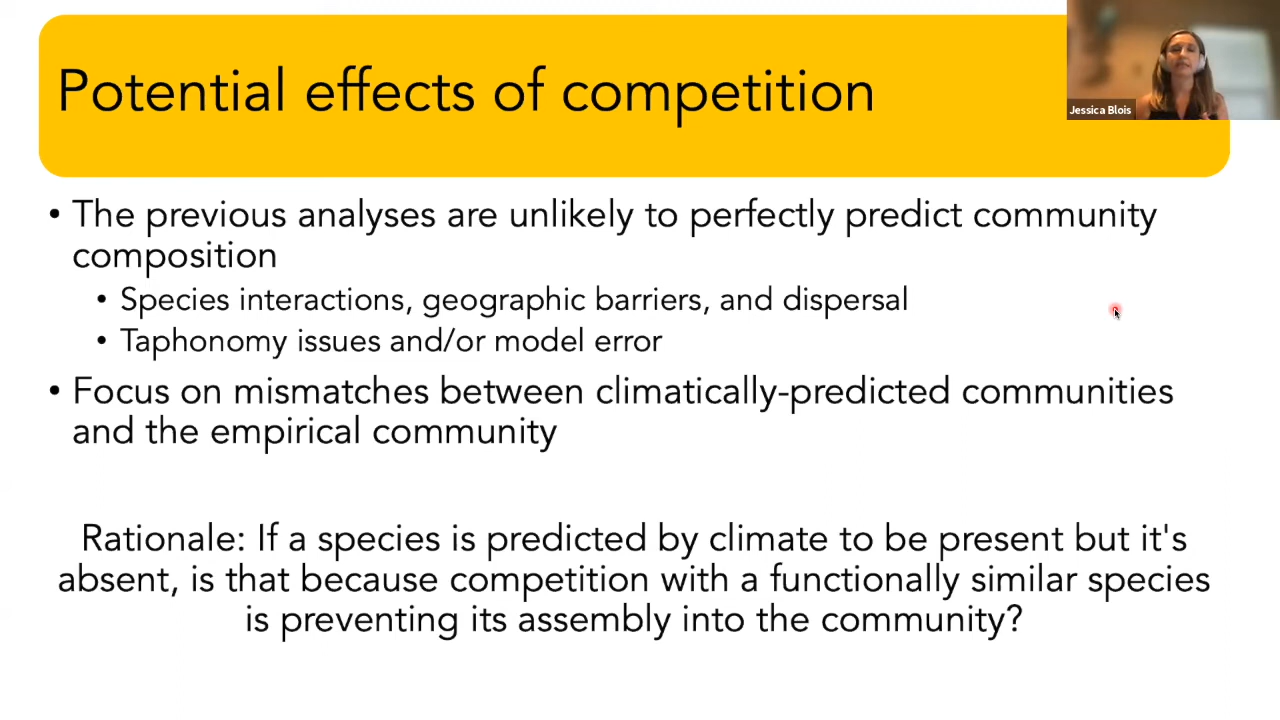 Potential effects of competition
Jessica Blois
• The previous analyses are unlikely to perfectly predict community
composition
• Species interactions, geographic barriers, and dispersal
• Taphonomy issues and/or model error
• Focus on mismatches between climatically-predicted communities
and the empirical community
Rationale: If a species is predicted by climate to be present but it's
absent, is that because competition with a functionally similar species
is preventing its assembly into the community?